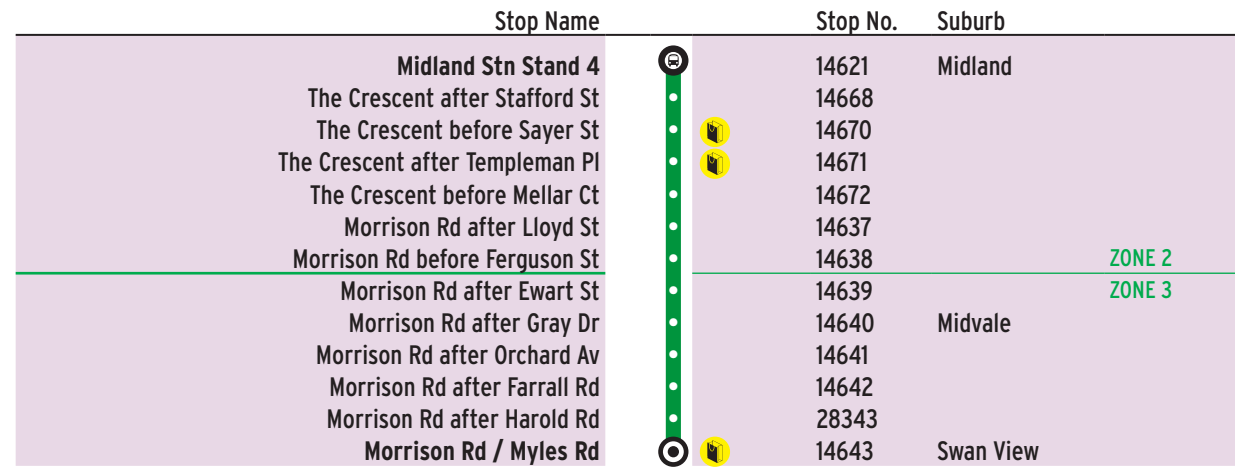 Stop Name Stop No. Suburb
Midland Stn Stand 4 14621 Midland
The Crescent after Stafford St 14668
The Crescent before Sayer St 14670
The Crescent after Templeman Pl 14671
The Crescent before Mellar Ct 14672
Morrison Rd after Lloyd St 14637
Morrison Rd before Ferguson St 14638 ZONE 2
Morrison Rd after Ewart St 14639 ZONE 3
Morrison Rd after Gray Dr 14640 Midvale
Morrison Rd after Orchard Av 14641
Morrison Rd after Farrall Rd 14642
Morrison Rd after Harold Rd 28343
Morrison Rd / Myles Rd 14643 Swan View